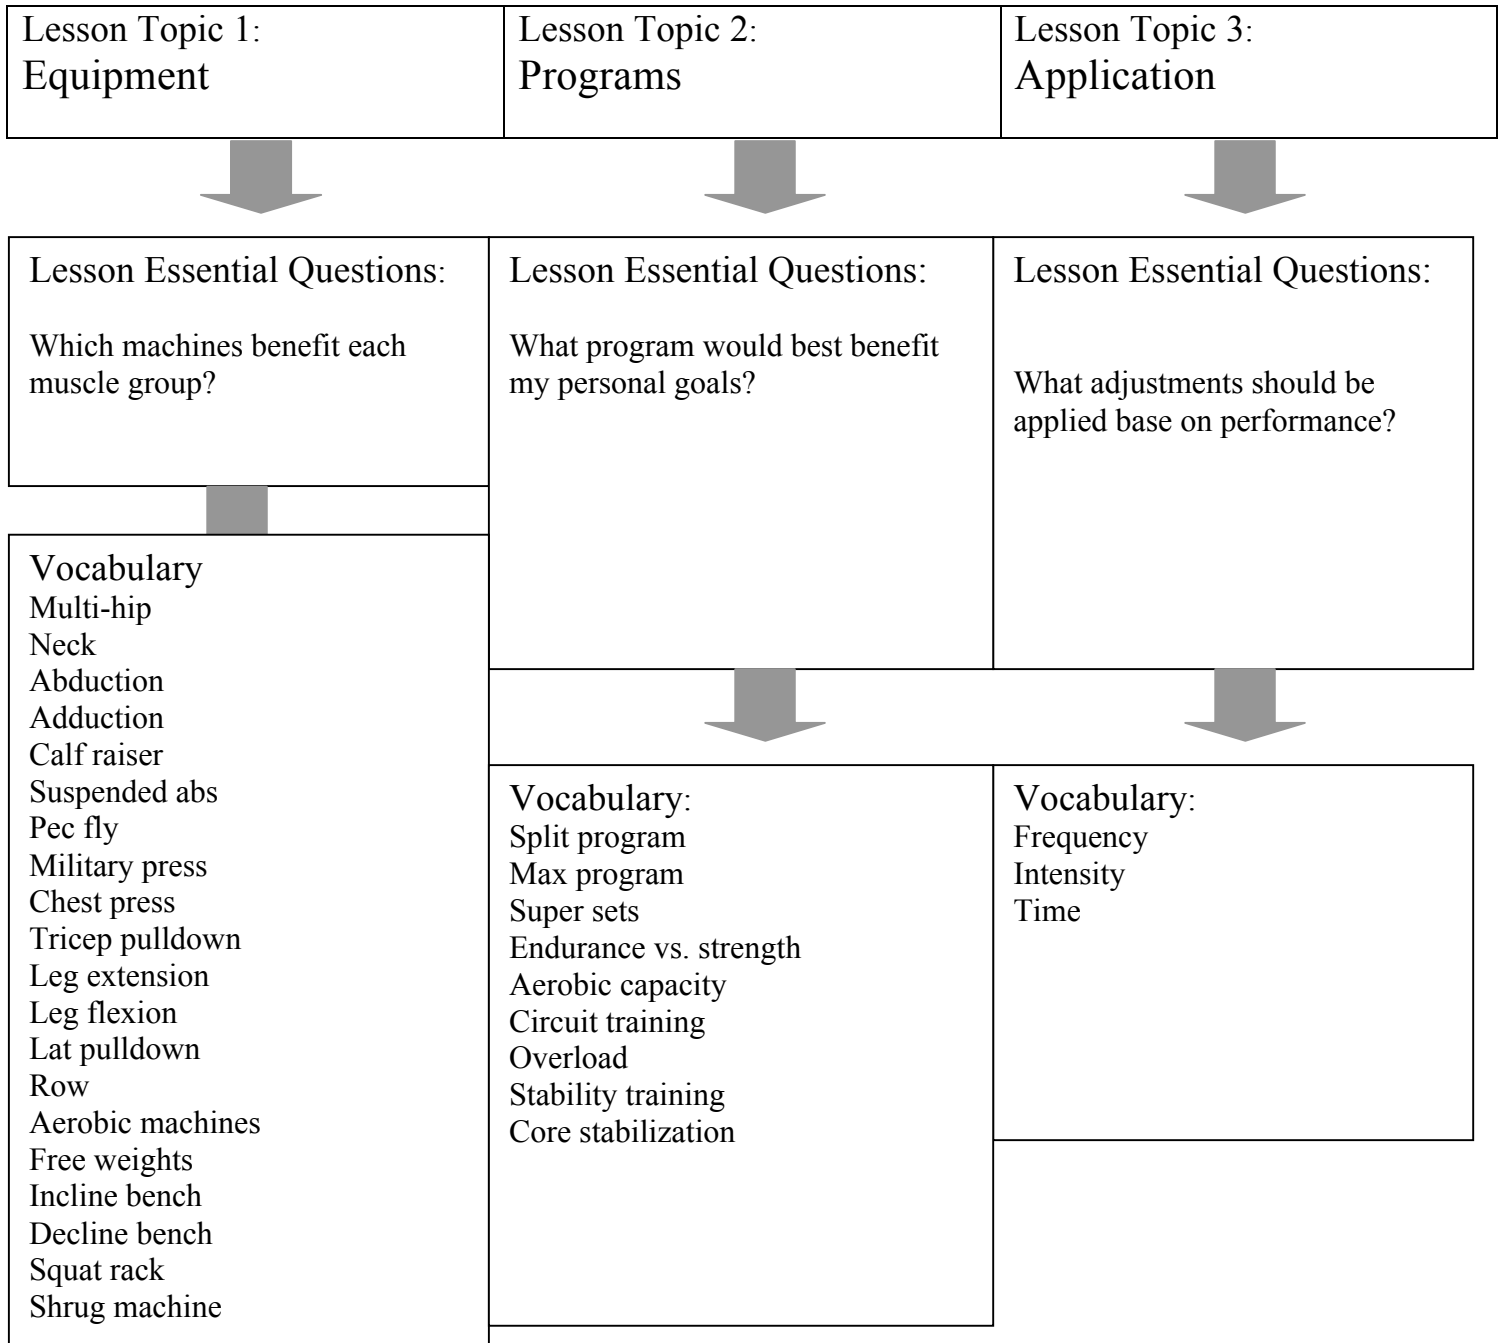 Lesson Topic 1:
Equipment
Lesson Topic 2:
Programs
Lesson Topic 3:
Application
Lesson Essential Questions:
Which machines benefit each
muscle group?
Lesson Essential Questions:
What program would best benefit
my personal goals?
Lesson Essential Questions:
What adjustments should be
applied base on performance?
Vocabulary
Multi-hip
Neck
Abduction
Adduction
Calf raiser
Suspended abs
Pec fly
Military press
Chest press
Tricep pulldown
Leg extension
Leg flexion
Lat pulldown
Row
Aerobic machines
Free weights
Incline bench
Decline bench
Squat rack
Shrug machine
Vocabulary:
Split program
Max program
Super sets
Endurance vs. strength
Aerobic capacity
Circuit training
Overload
Stability training
Core stabilization
Vocabulary:
Frequency
Intensity
Time